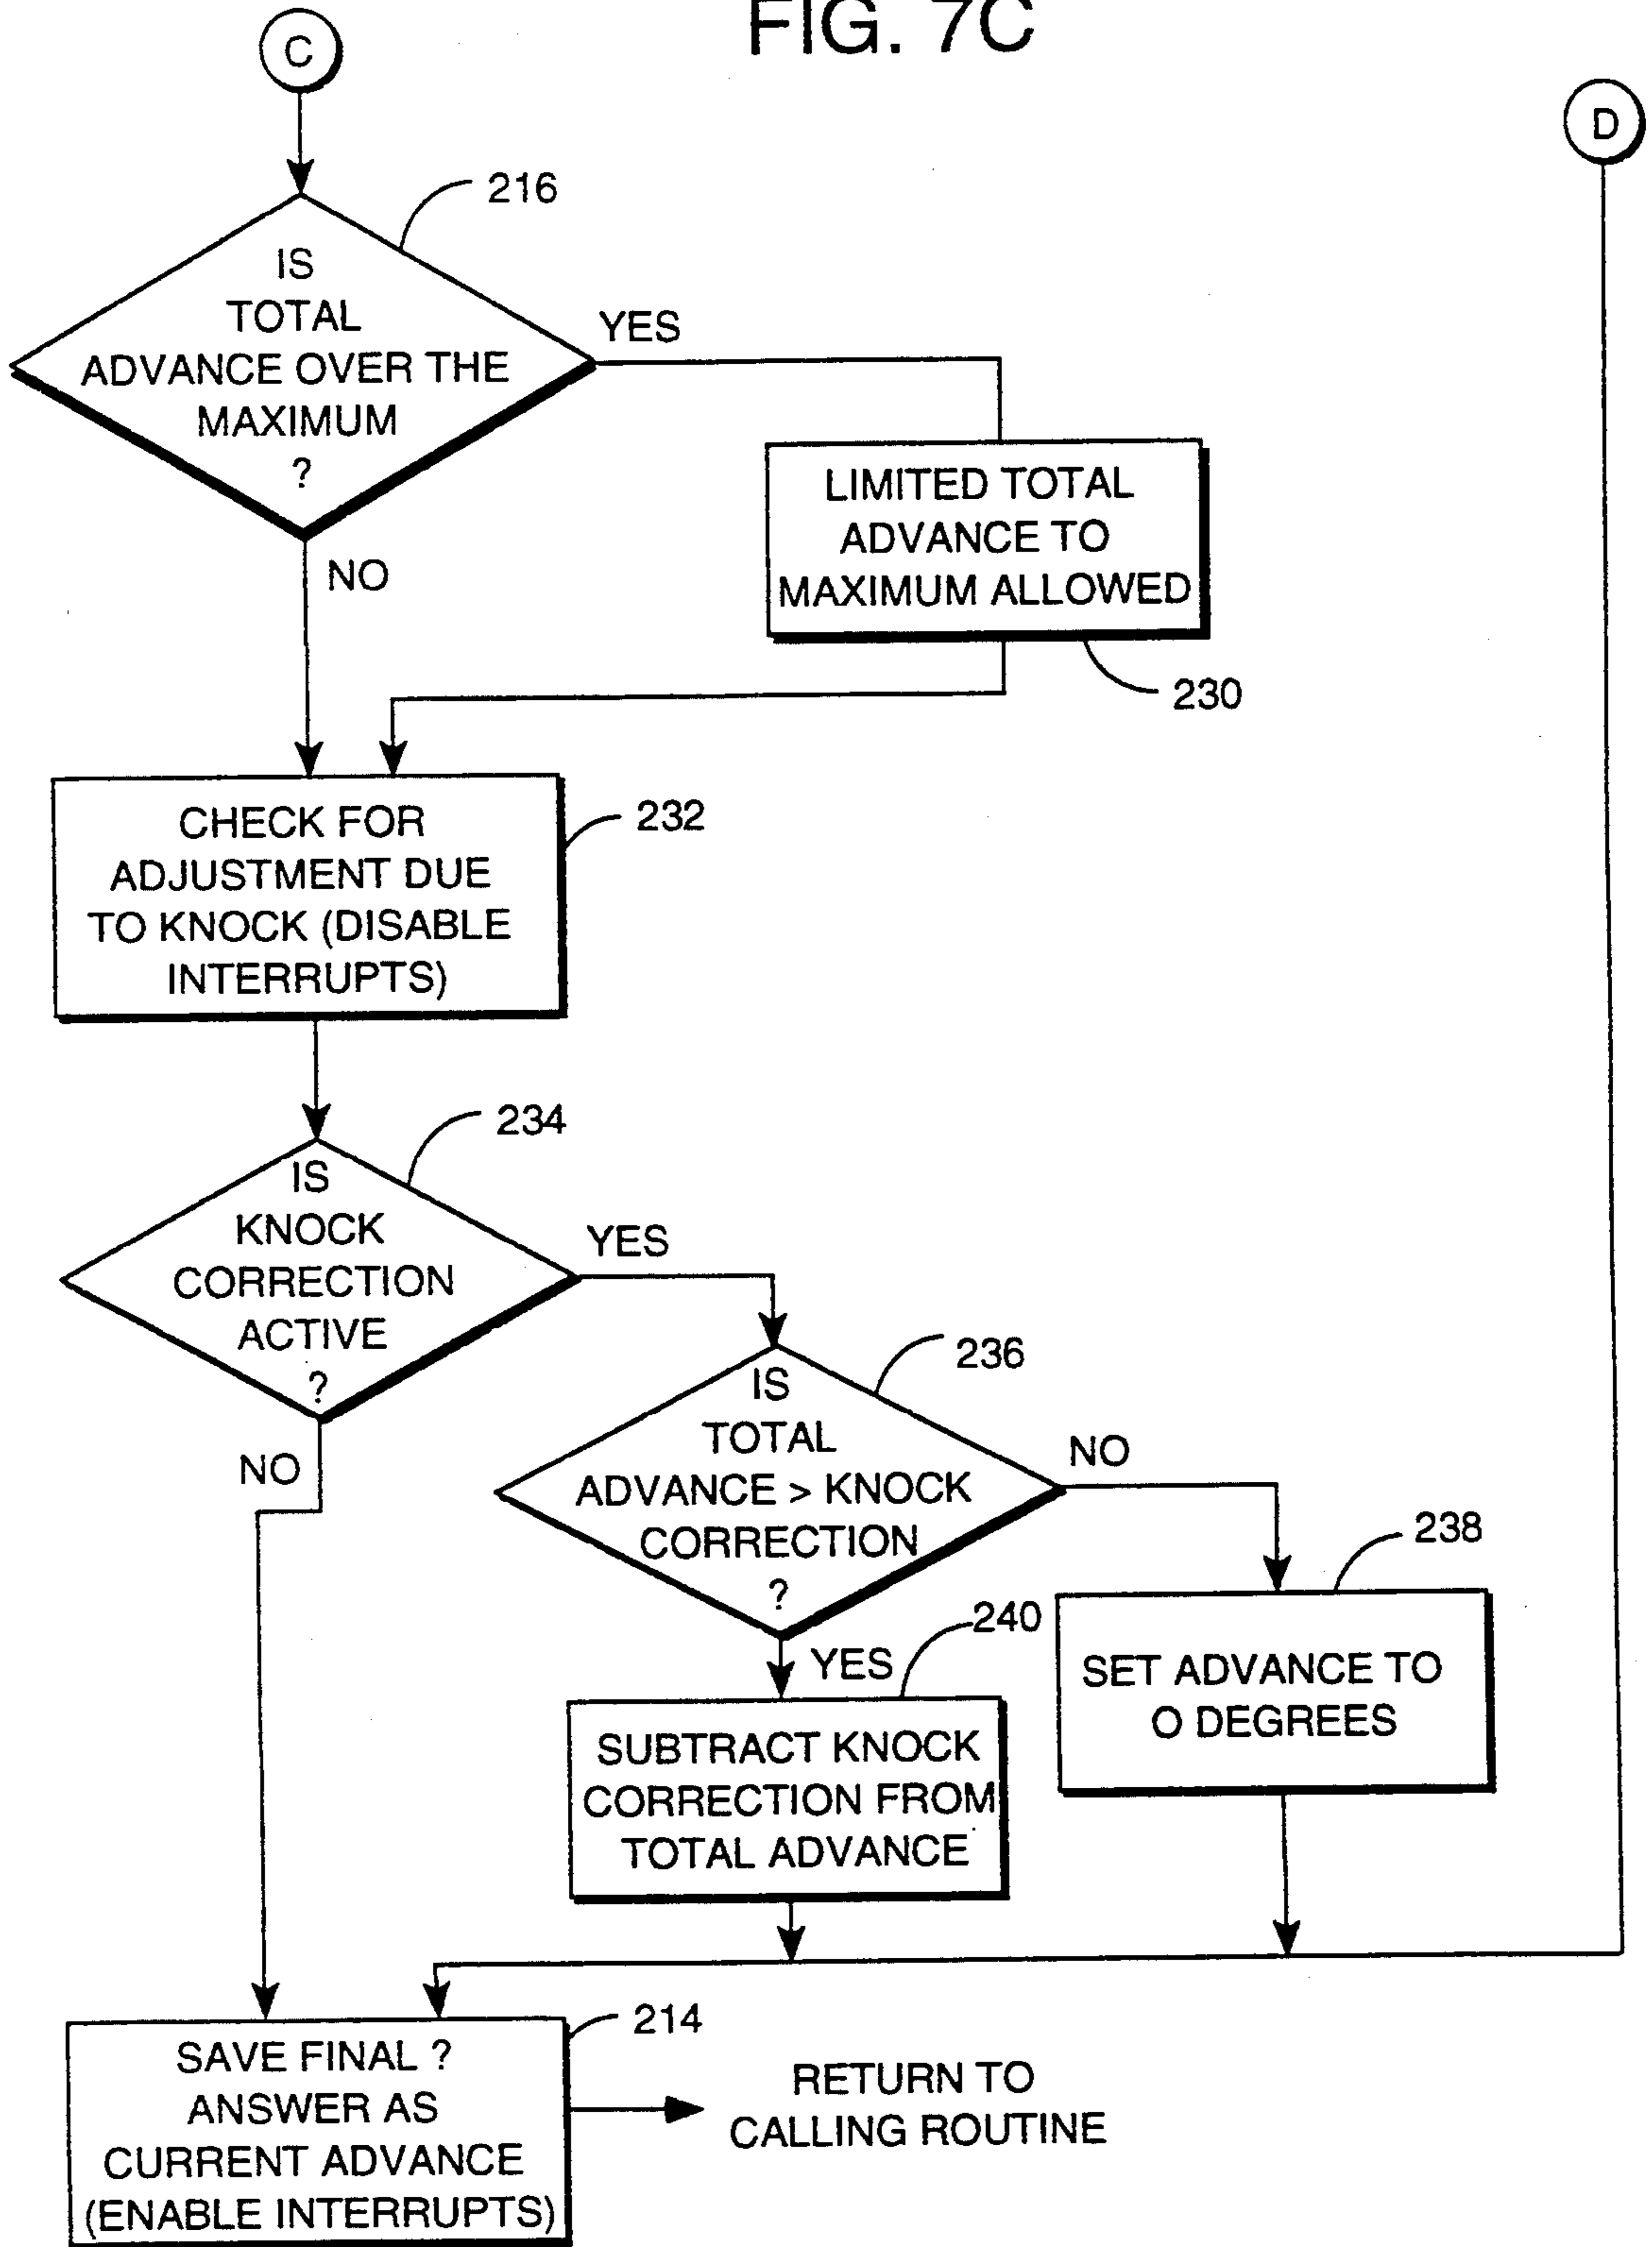 FIG. 7C
C
D
216
IS
TOTAL
ADVANCE OVER THE
MAXIMUM
?
YES
NO
LIMITED TOTAL
ADVANCE TO
MAXIMUM ALLOWED
230
CHECK FOR
ADJUSTMENT DUE
TO KNOCK (DISABLE
INTERRUPTS)
232
234
IS
KNOCK
CORRECTION
ACTIVE
?
YES
NO
236
IS
TOTAL
ADVANCE > KNOCK
CORRECTION
?
NO
YES
238
SET ADVANCE TO
O DEGREES
240
SUBTRACT KNOCK
CORRECTION FROM
TOTAL ADVANCE
214
SAVE FINAL ?
ANSWER AS
CURRENT ADVANCE
(ENABLE INTERRUPTS)
RETURN TO
CALLING ROUTINE